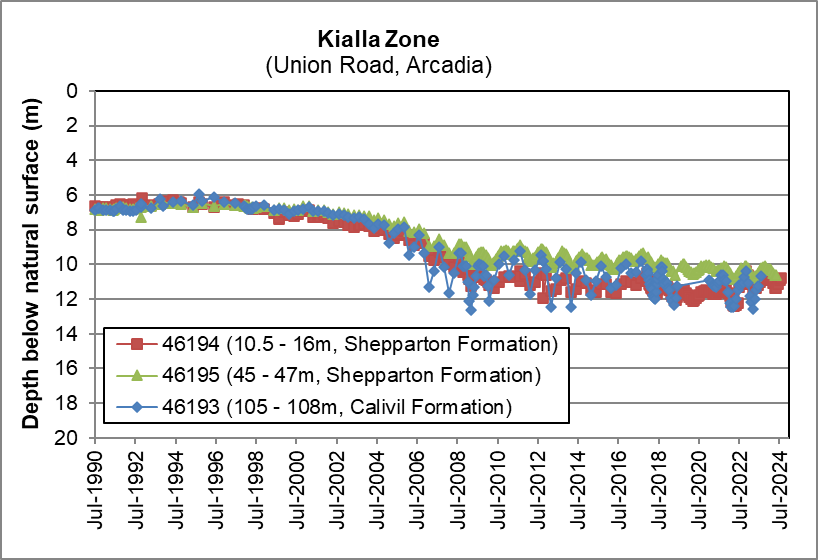 Kialla Zone
(Union Road, Arcadia)
Depth below natural surface (m)
0
2
4
6
8
10
12
14
16
18
20
46194 (10.5 - 16m, Shepparton Formation)
46195 (45 - 47m, Shepparton Formation)
46193 (105 - 108m, Calivil Formation)
Jul-1990
Jul-1992
Jul-1994
Jul-1996
Jul-1998
Jul-2000
Jul-2002
Jul-2004
Jul-2006
Jul-2008
Jul-2010
Jul-2012
Jul-2014
Jul-2016
Jul-2018
Jul-2020
Jul-2022
Jul-2024